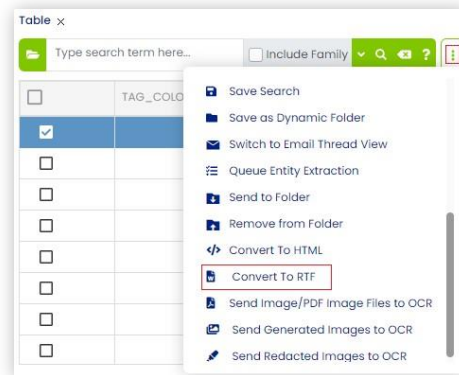 Table ×
Type search term here... Include Family ?
TAG_COLO
Save Search
Save as Dynamic Folder
Switch to Email Thread View
Queue Entity Extraction
Send to Folder
Remove from Folder
Convert To HTML
Convert To RTF
Send Image/PDF Image Files to OCR
Send Generated Images to OCR
Send Redacted Images to OCR